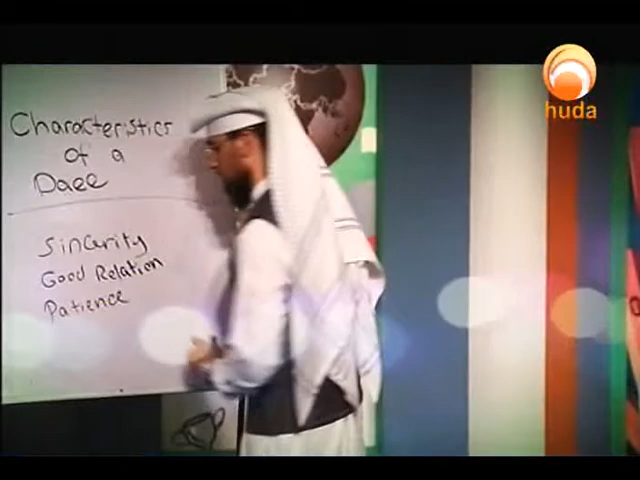 Characteristics
of a
Daee
Sincerity
Good Relation
Patience
huda